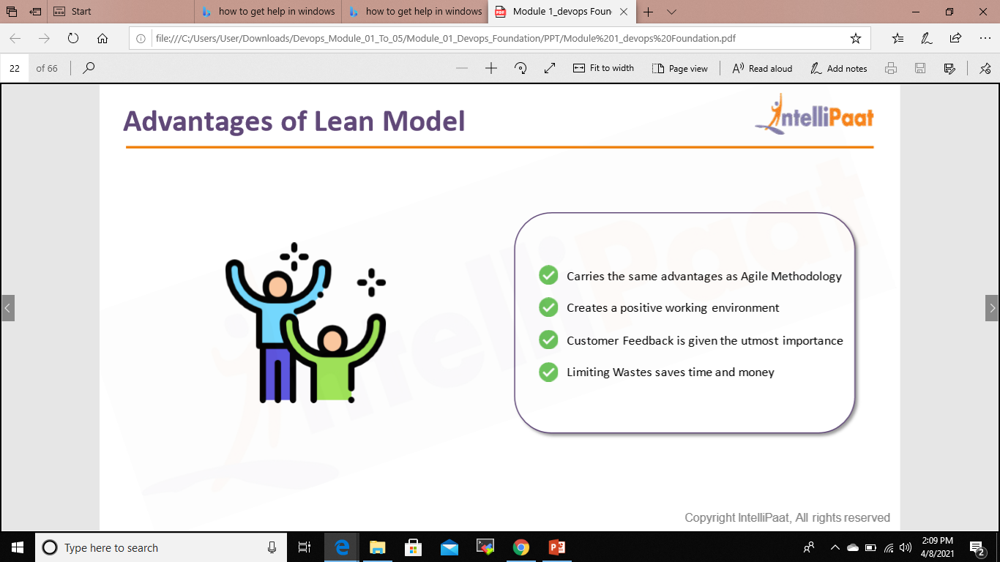 Start
how to get help in windows
how to get help in windows
Module 1_devops Foun
file:///C:/Users/User/Downloads/Devops_Module_01_To_05/Module_01_Devops_Foundation/PPT/Module%201_devops%20Foundation.pdf
22 of 66
Fit to width
Page view
Read aloud
Add notes
Advantages of Lean Model
IntelliPaat
Carries the same advantages as Agile Methodology
Creates a positive working environment
Customer Feedback is given the utmost importance
Limiting Wastes saves time and money
IntelliPaat
Copyright IntelliPaat, All rights reserved
Type here to search
2:09 PM
4/8/2021
2